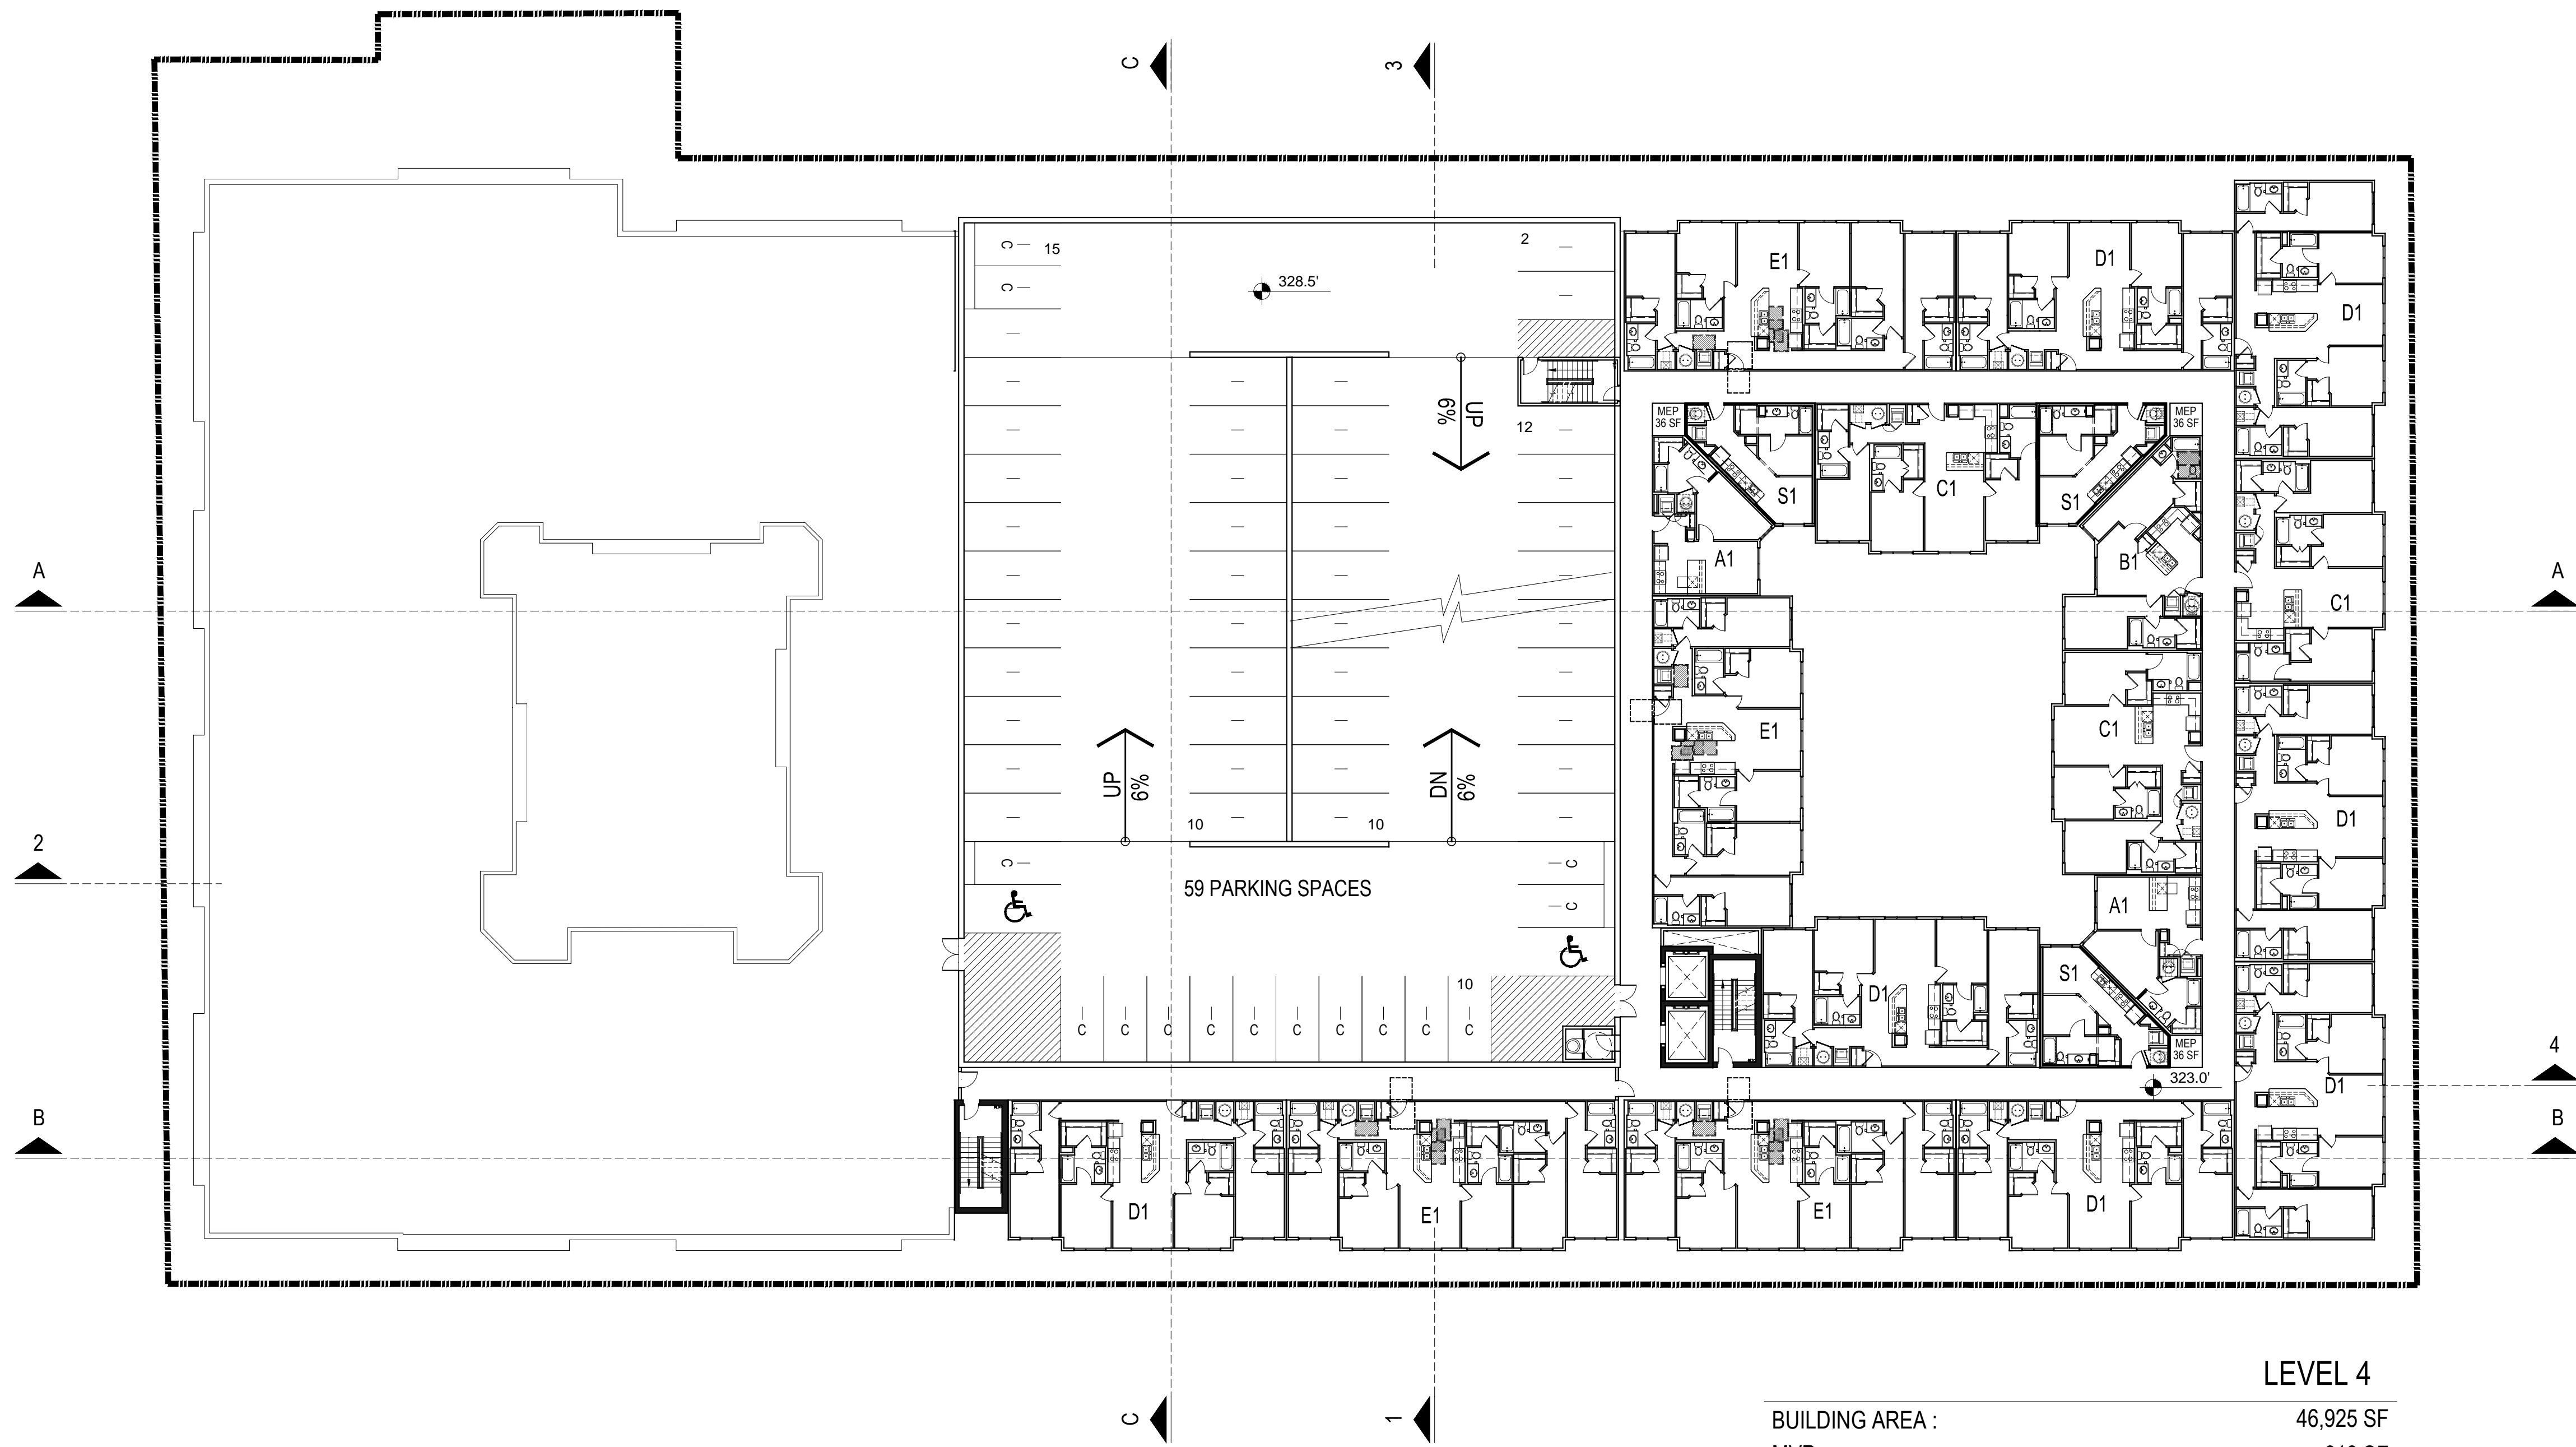 C
3
C
15
2
328.5'
C
E1
D1
D1
UP
6%
MEP
36 SF
MEP
36 SF
12
S1
C1
S1
A1
B1
A
A
C1
E1
C1
UP
6%
DN
6%
D1
10
10
2
C
C
59 PARKING SPACES
C
A1
S1
10
D1
C
C
C
C
C
C
C
C
C
C
MEP
36 SF
4
323.0'
D1
B
B
D1
E1
E1
D1
LEVEL 4
C
1
BUILDING AREA :
46,925 SF